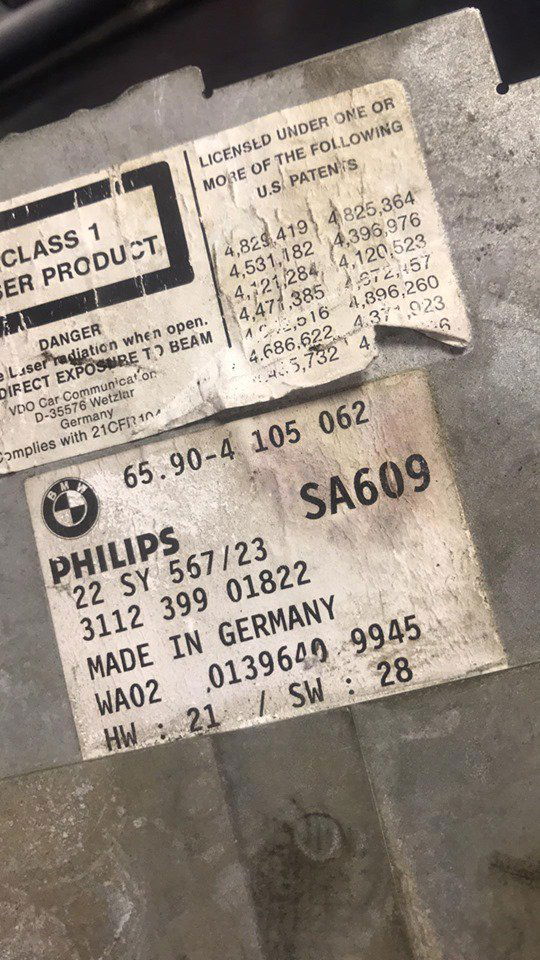 LICENSED UNDER ONE OR
MORE OF THE FOLLOWING
U.S. PATENTS
4,829,419 4,825,364
4,531,182 4,396,976
4,121,284 4,120,523
4,471,385
4,896,260
4,686,622
CLASS 1
SER PRODUCT
DANGER
Laser radiation when open.
DIRECT EXPOSURE TO BEAM
VDO Car Communication
D-35576 Wetzlar
Germany
complies with 21CFR104
BMW
65.90-4 105 062
SA609
PHILIPS
22 SY 567/23
3112 399 01822
MADE IN GERMANY
WA02 0139640 9945
HW : 21 / SW : 28